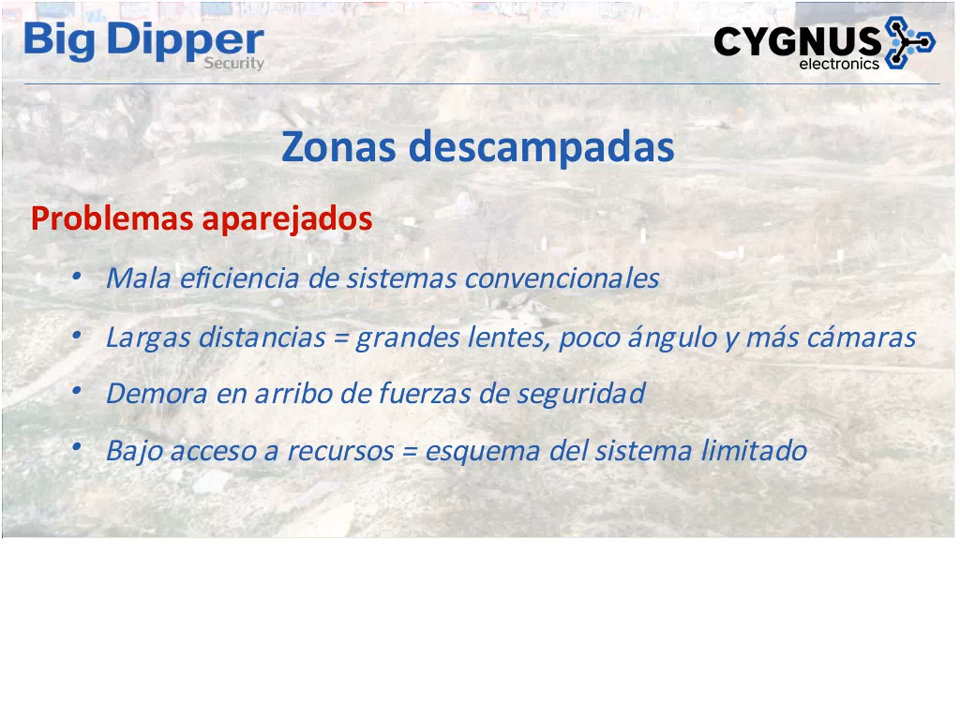 Big Dipper
Security
CYGNUS
electronics
Zonas descampadas
Problemas aparejados
• Mala eficiencia de sistemas convencionales
• Largas distancias = grandes lentes, poco ángulo y más cámaras
• Demora en arribo de fuerzas de seguridad
• Bajo acceso a recursos = esquema del sistema limitado